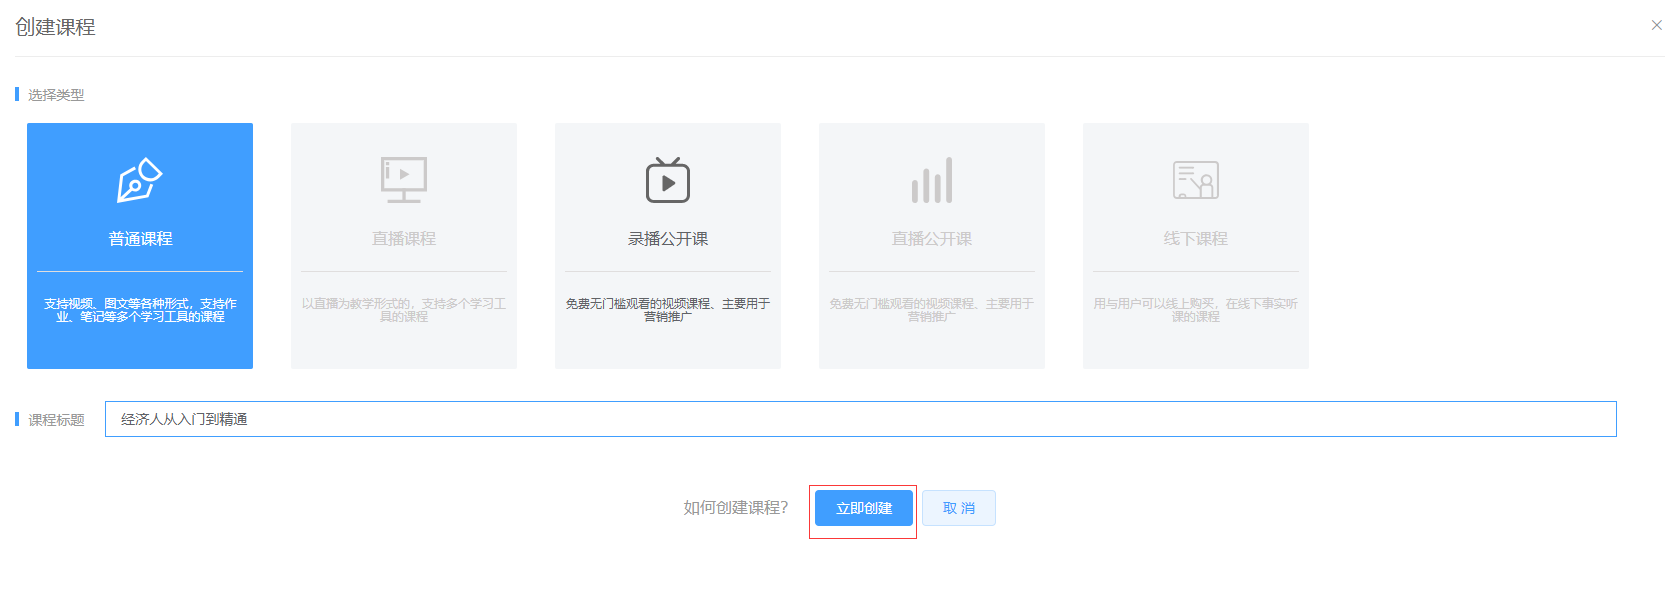 创建课程
选择类型
普通课程
支持视频、图文等各种形式，支持作
业、笔记等多个学习工具的课程
直播课程
以直播为教学形式的，支持多个学习工
具的课程
录播公开课
免费无门槛观看的视频课程、主要用于
营销推广
直播公开课
免费无门槛观看的视频课程、主要用于
营销推广
线下课程
用与用户可以线上购买，在线下事实听
课的课程
课程标题
经济人从入门到精通
如何创建课程？
立即创建
取 消